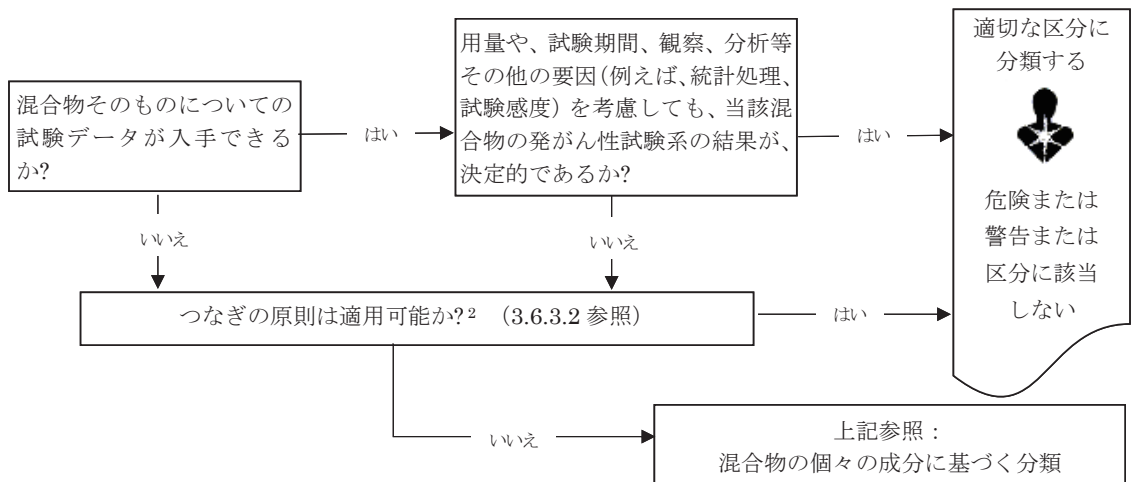 混合物そのものについての
試験データが入手できる
か?
はい
用量や、試験期間、観察、分析等
その他の要因(例えば、統計処理、
試験感度)を考慮しても、当該混
合物の発がん性試験系の結果が、
決定的であるか?
はい
適切な区分に
分類する
危険または
警告または
区分に該当
しない
いいえ
いいえ
つなぎの原則は適用可能か?² (3.6.3.2 参照)
はい
いいえ
上記参照:
混合物の個々の成分に基づく分類